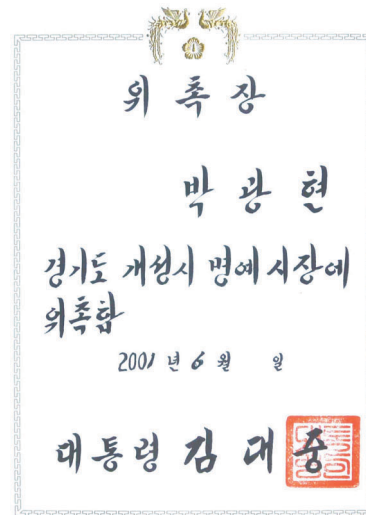 위촉장
박광현
경기도 개성시 명예시장에
위촉함
2001년 6월 일
대통령 김대중